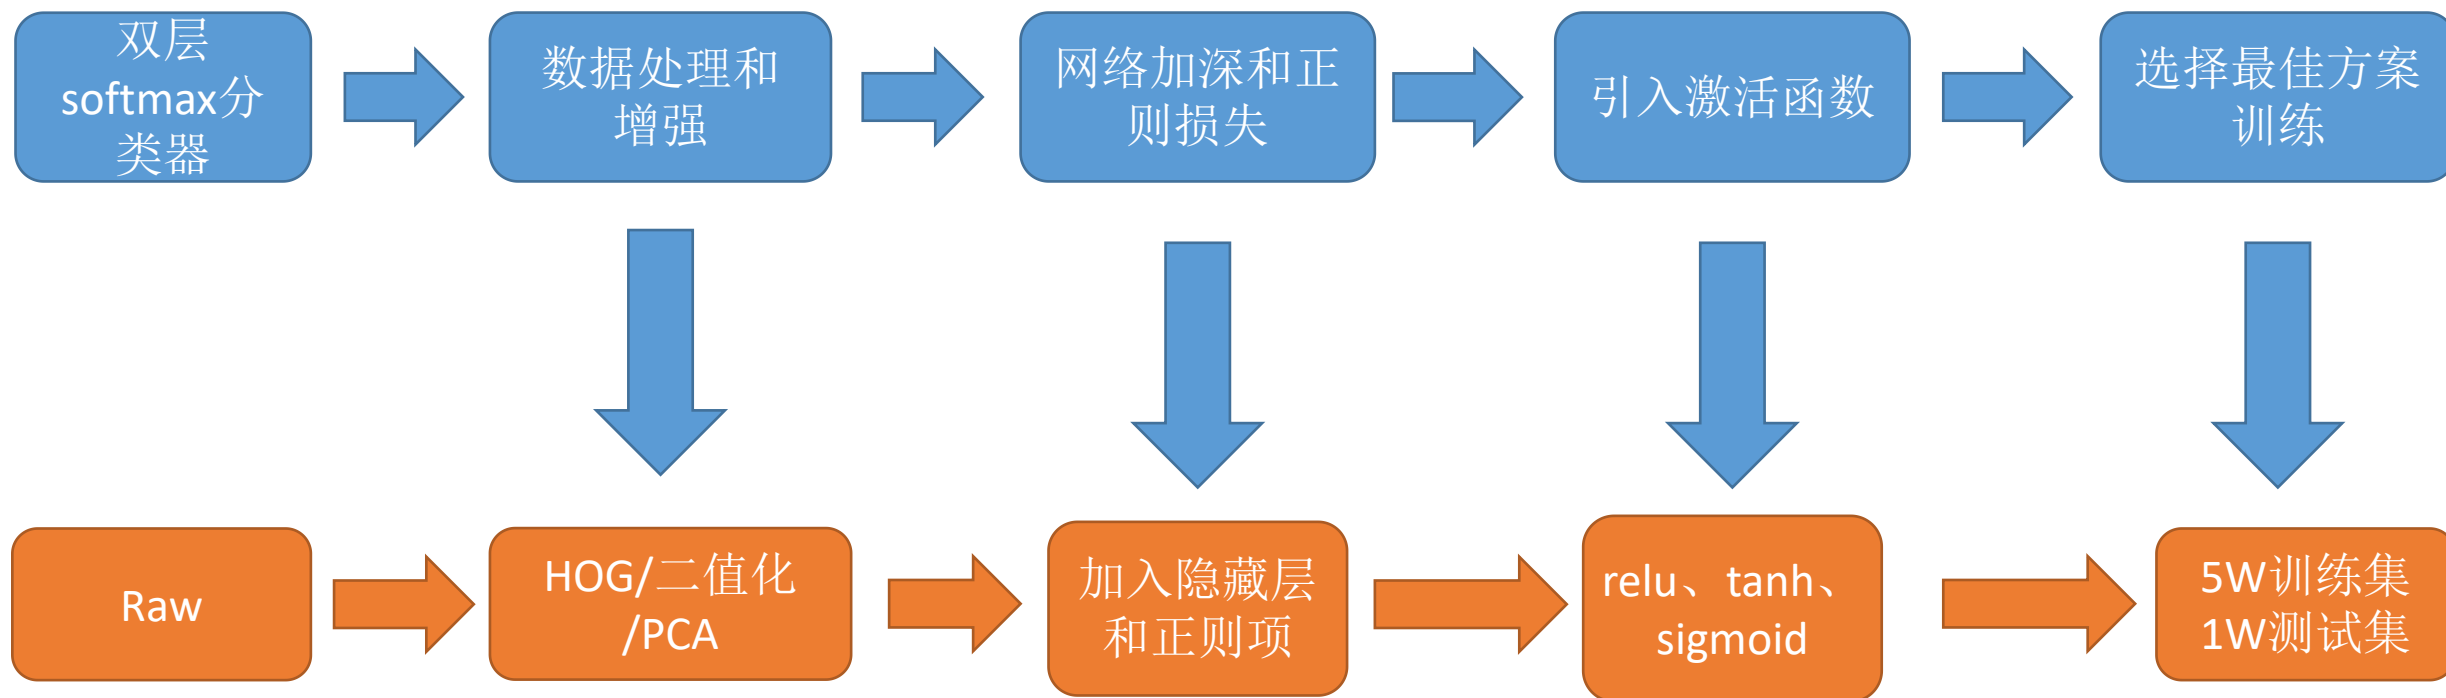 双层
softmax分
类器
数据处理和
增强
网络加深和正
则损失
引入激活函数
选择最佳方案
训练
Raw
HOG/二值化
/PCA
加入隐藏层
和正则项
relu、tanh、
sigmoid
5W训练集
1W测试集